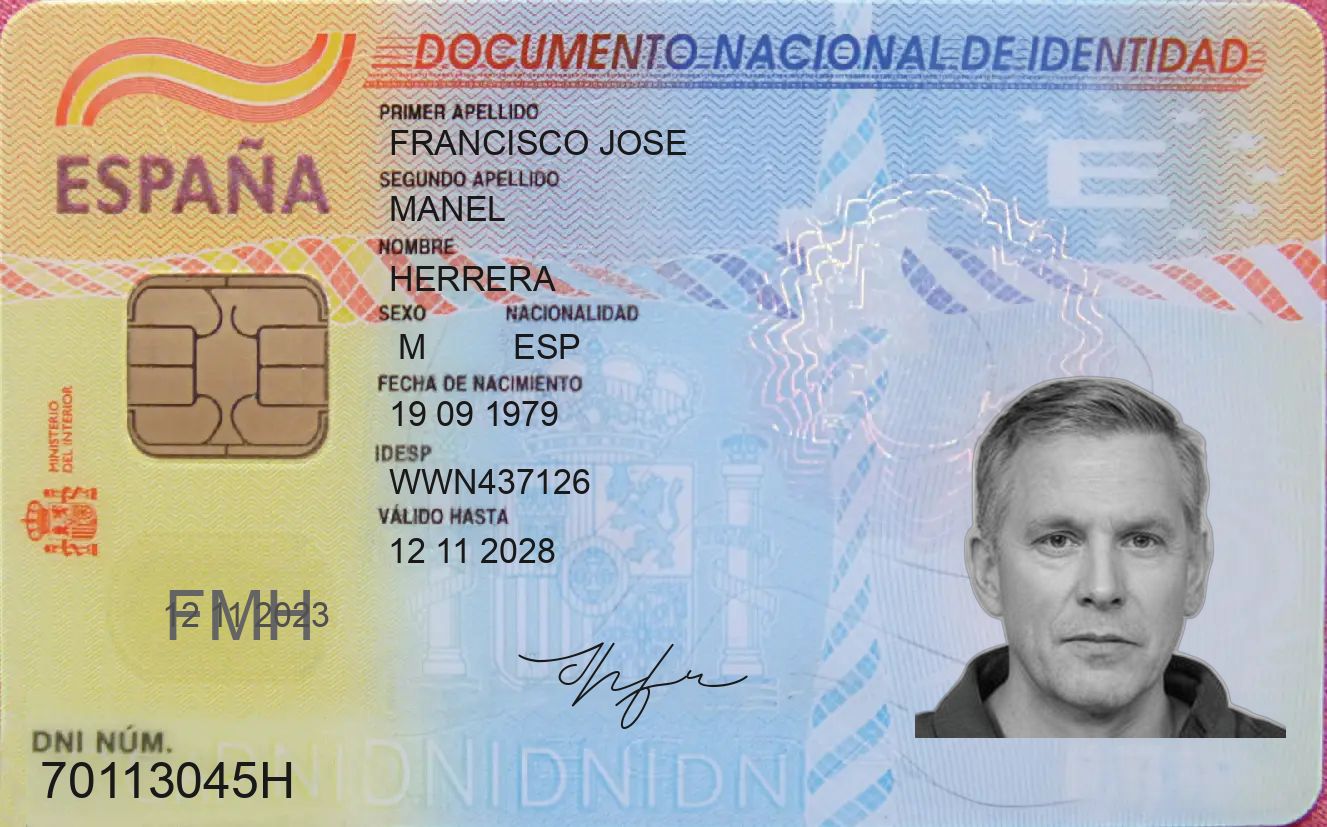 DOCUMENTO NACIONAL DE IDENTIDAD
ESPAÑA
PRIMER APELLIDO
FRANCISCO JOSE
SEGUNDO APELLIDO
MANEL
NOMBRE
HERRERA
SEXO NACIONALIDAD
M ESP
FECHA DE NACIMIENTO
19 09 1979
IDESP
WWN437126
VÁLIDO HASTA
12 11 2028
MINISTERIO
DEL INTERIOR
E
FMH
12 11 2023
DNI NÚM.
70113045H
DNIDNIDNIDNI